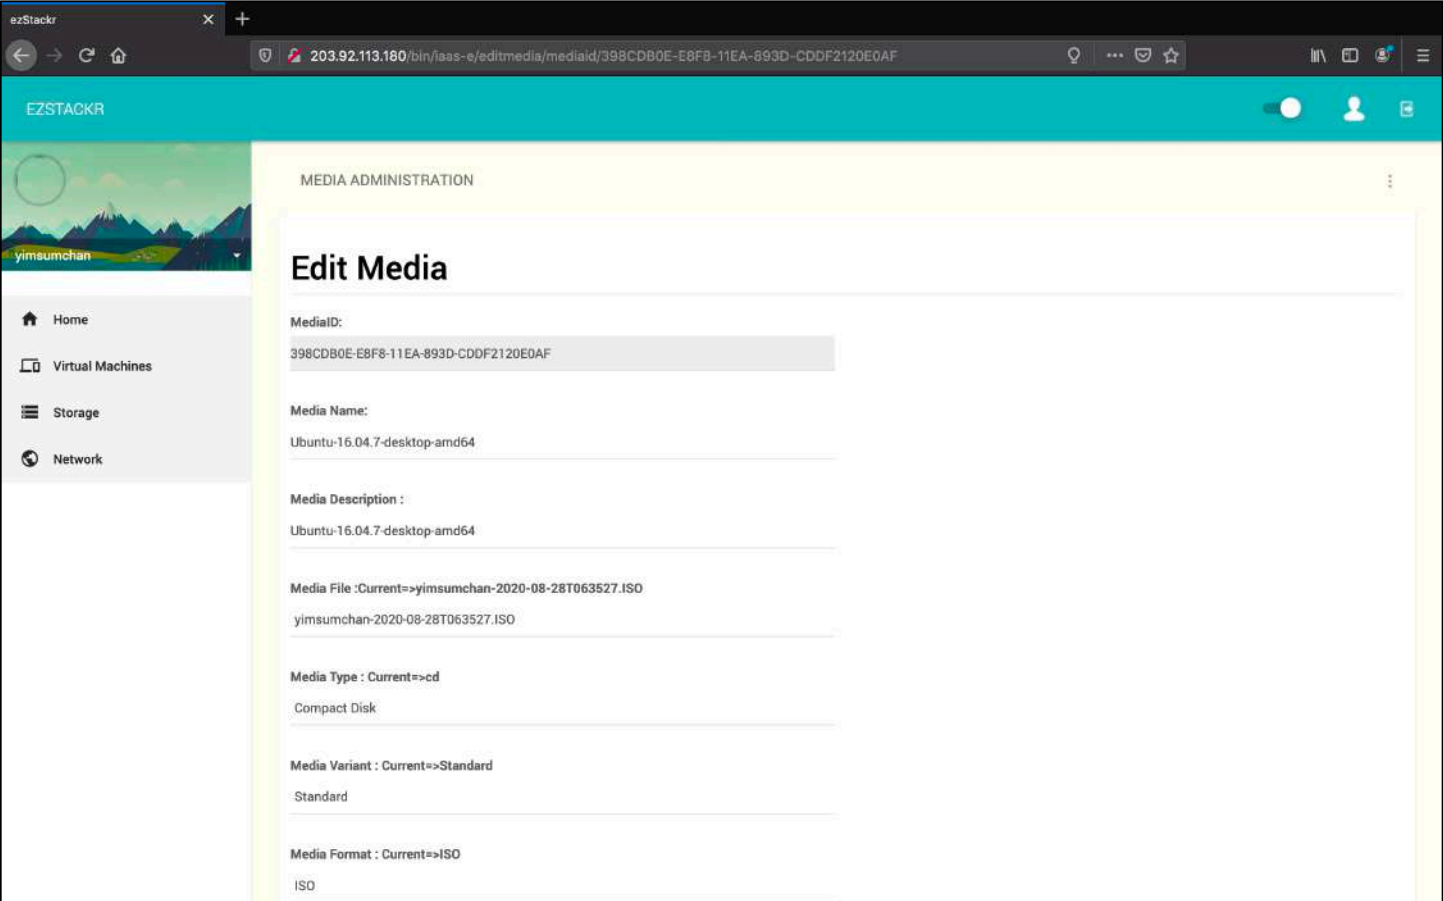 ezStackr
203.92.113.180/bin/iaas-e/editmedia/mediaid/398CDB0E-E8F8-11EA-893D-CDDF2120E0AF
EZSTACKR
yimsumchan
Home
Virtual Machines
Storage
Network
MEDIA ADMINISTRATION
Edit Media
MediaID:
398CDB0E-E8F8-11EA-893D-CDDF2120E0AF
Media Name:
Ubuntu-16.04.7-desktop-amd64
Media Description :
Ubuntu-16.04.7-desktop-amd64
Media File :Current=>yimsumchan-2020-08-28T063527.ISO
yimsumchan-2020-08-28T063527.ISO
Media Type : Current=>cd
Compact Disk
Media Variant : Current=>Standard
Standard
Media Format : Current=>ISO
ISO